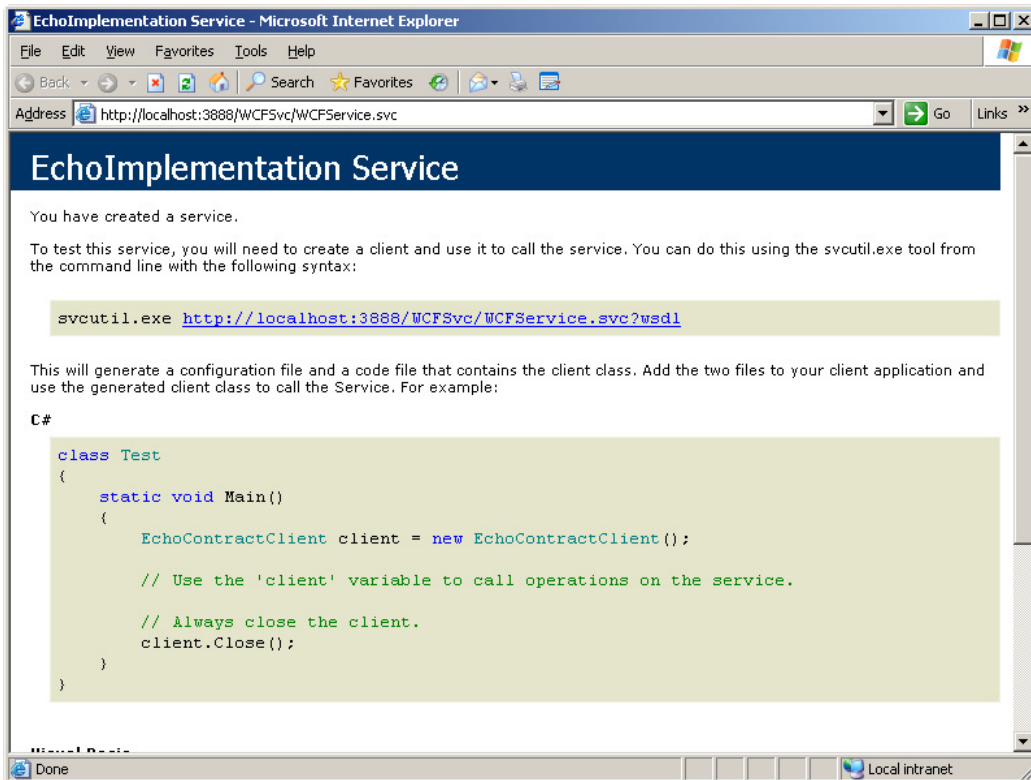 EchoImplementation Service - Microsoft Internet Explorer
File Edit View Favorites Tools Help
Back Search Favorites
Address http://localhost:3888/WCFSvc/WCFService.svc Go Links »
EchoImplementation Service
You have created a service.
To test this service, you will need to create a client and use it to call the service. You can do this using the svcutil.exe tool from
the command line with the following syntax:
svcutil.exe http://localhost:3888/WCFSvc/WCFService.svc?wsdl
This will generate a configuration file and a code file that contains the client class. Add the two files to your client application and
use the generated client class to call the Service. For example:
C#
class Test
{
static void Main()
{
EchoContractClient client = new EchoContractClient();
// Use the 'client' variable to call operations on the service.
// Always close the client.
client.Close();
}
}
Visual Basic
Done Local intranet